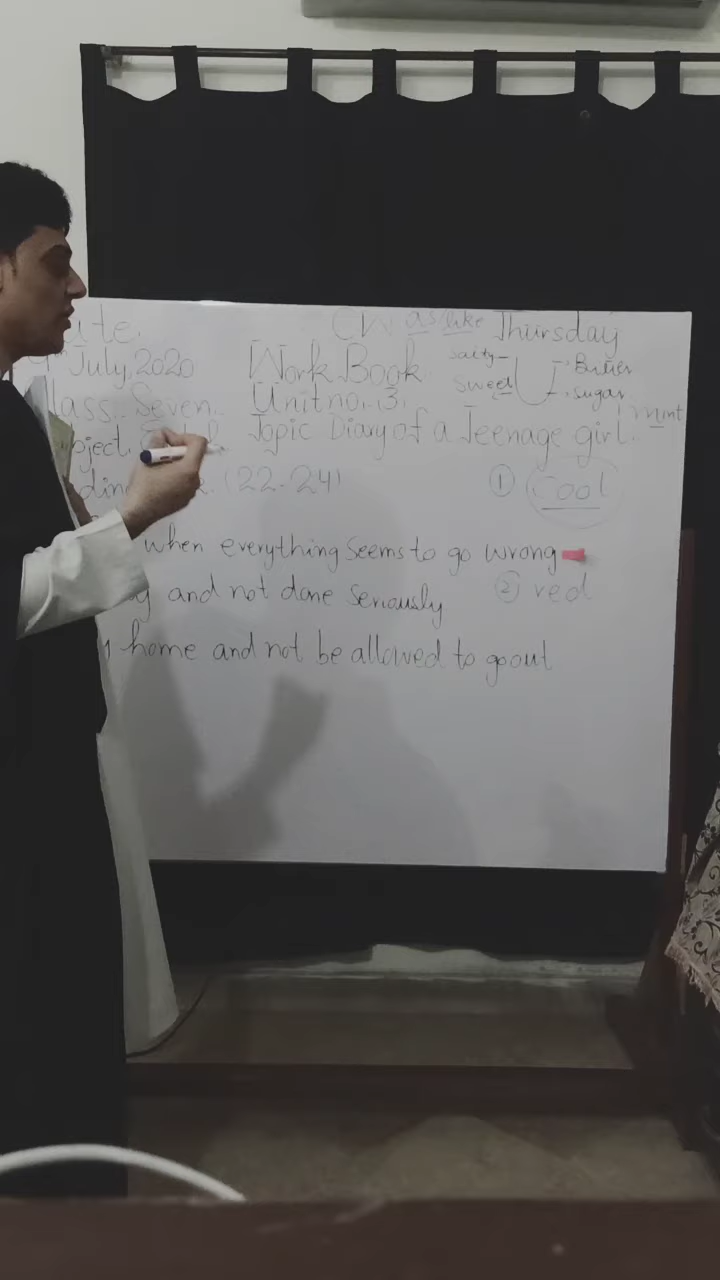 CW as like Thursday
July, 2020 Work Book salty- Butter
Sweet sugar
Seven. Unit no. 3. mint
Topic Diary of a Teenage girl.
(22-24) ① Cool
when everything seems to go wrong
and not done Seriously ② red
home and not be allowed to go out